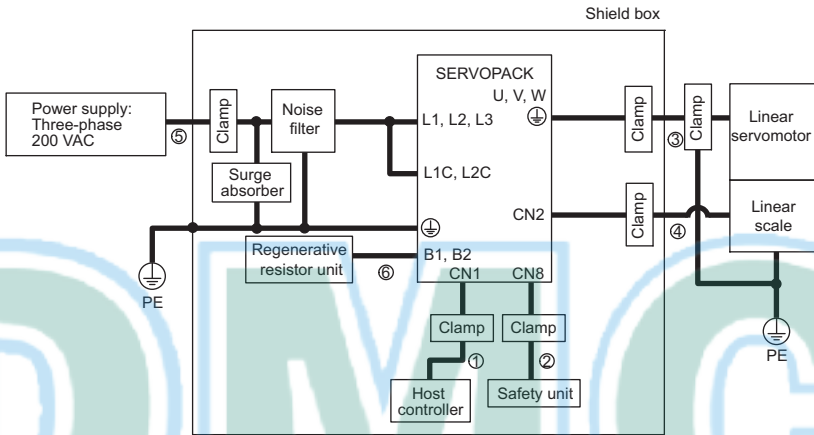 Shield box
SERVOPACK
U, V, W
Power supply:
Three-phase
200 VAC
⑤
Clamp
Noise
filter
L1, L2, L3
Clamp
③
Clamp
Linear
servomotor
Surge
absorber
L1C, L2C
CN2
Clamp
④
Linear
scale
PE
Regenerative
resistor unit
⑥
B1, B2
CN1
CN8
PE
Clamp
Clamp
①
②
Host
controller
Safety unit
DMC